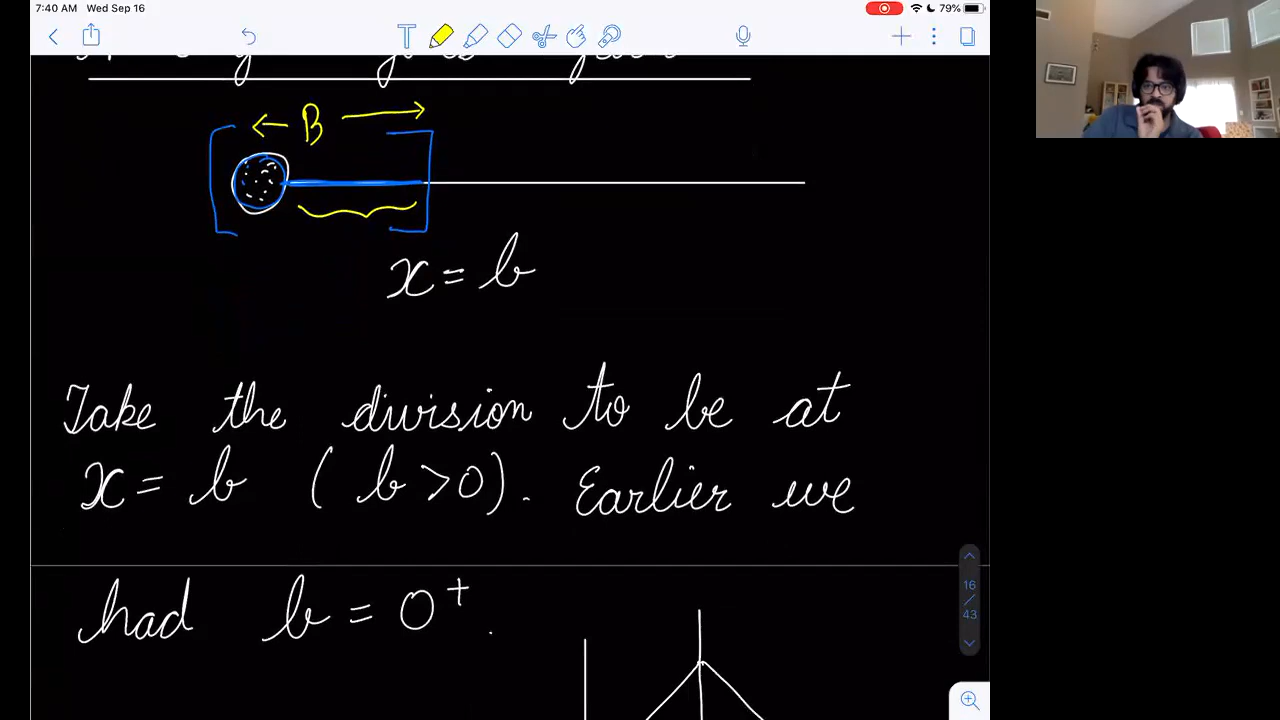 7:40 AM Wed Sep 16
79%
B
x = b
Take the division to be at
x = b ( b > 0 ) . Earlier we
had b = 0⁺ .
16
/
43